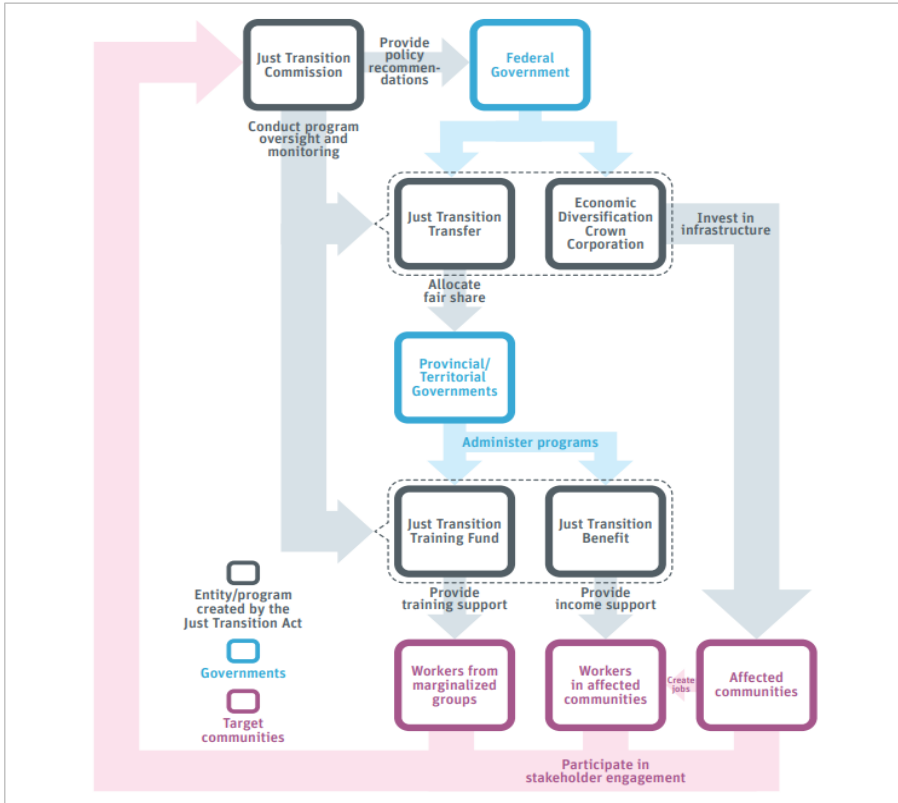 Just Transition
Commission
Provide
policy
recommen-
dations
Federal
Government
Conduct program
oversight and
monitoring
Just Transition
Transfer
Economic
Diversification
Crown
Corporation
Invest in
infrastructure
Allocate
fair share
Provincial/
Territorial
Governments
Administer programs
Just Transition
Training Fund
Just Transition
Benefit
Entity/program
created by the
Just Transition Act
Provide
training support
Provide
income support
Governments
Workers from
marginalized
groups
Workers
in affected
communities
Create
jobs
Affected
communities
Target
communities
Participate in
stakeholder engagement